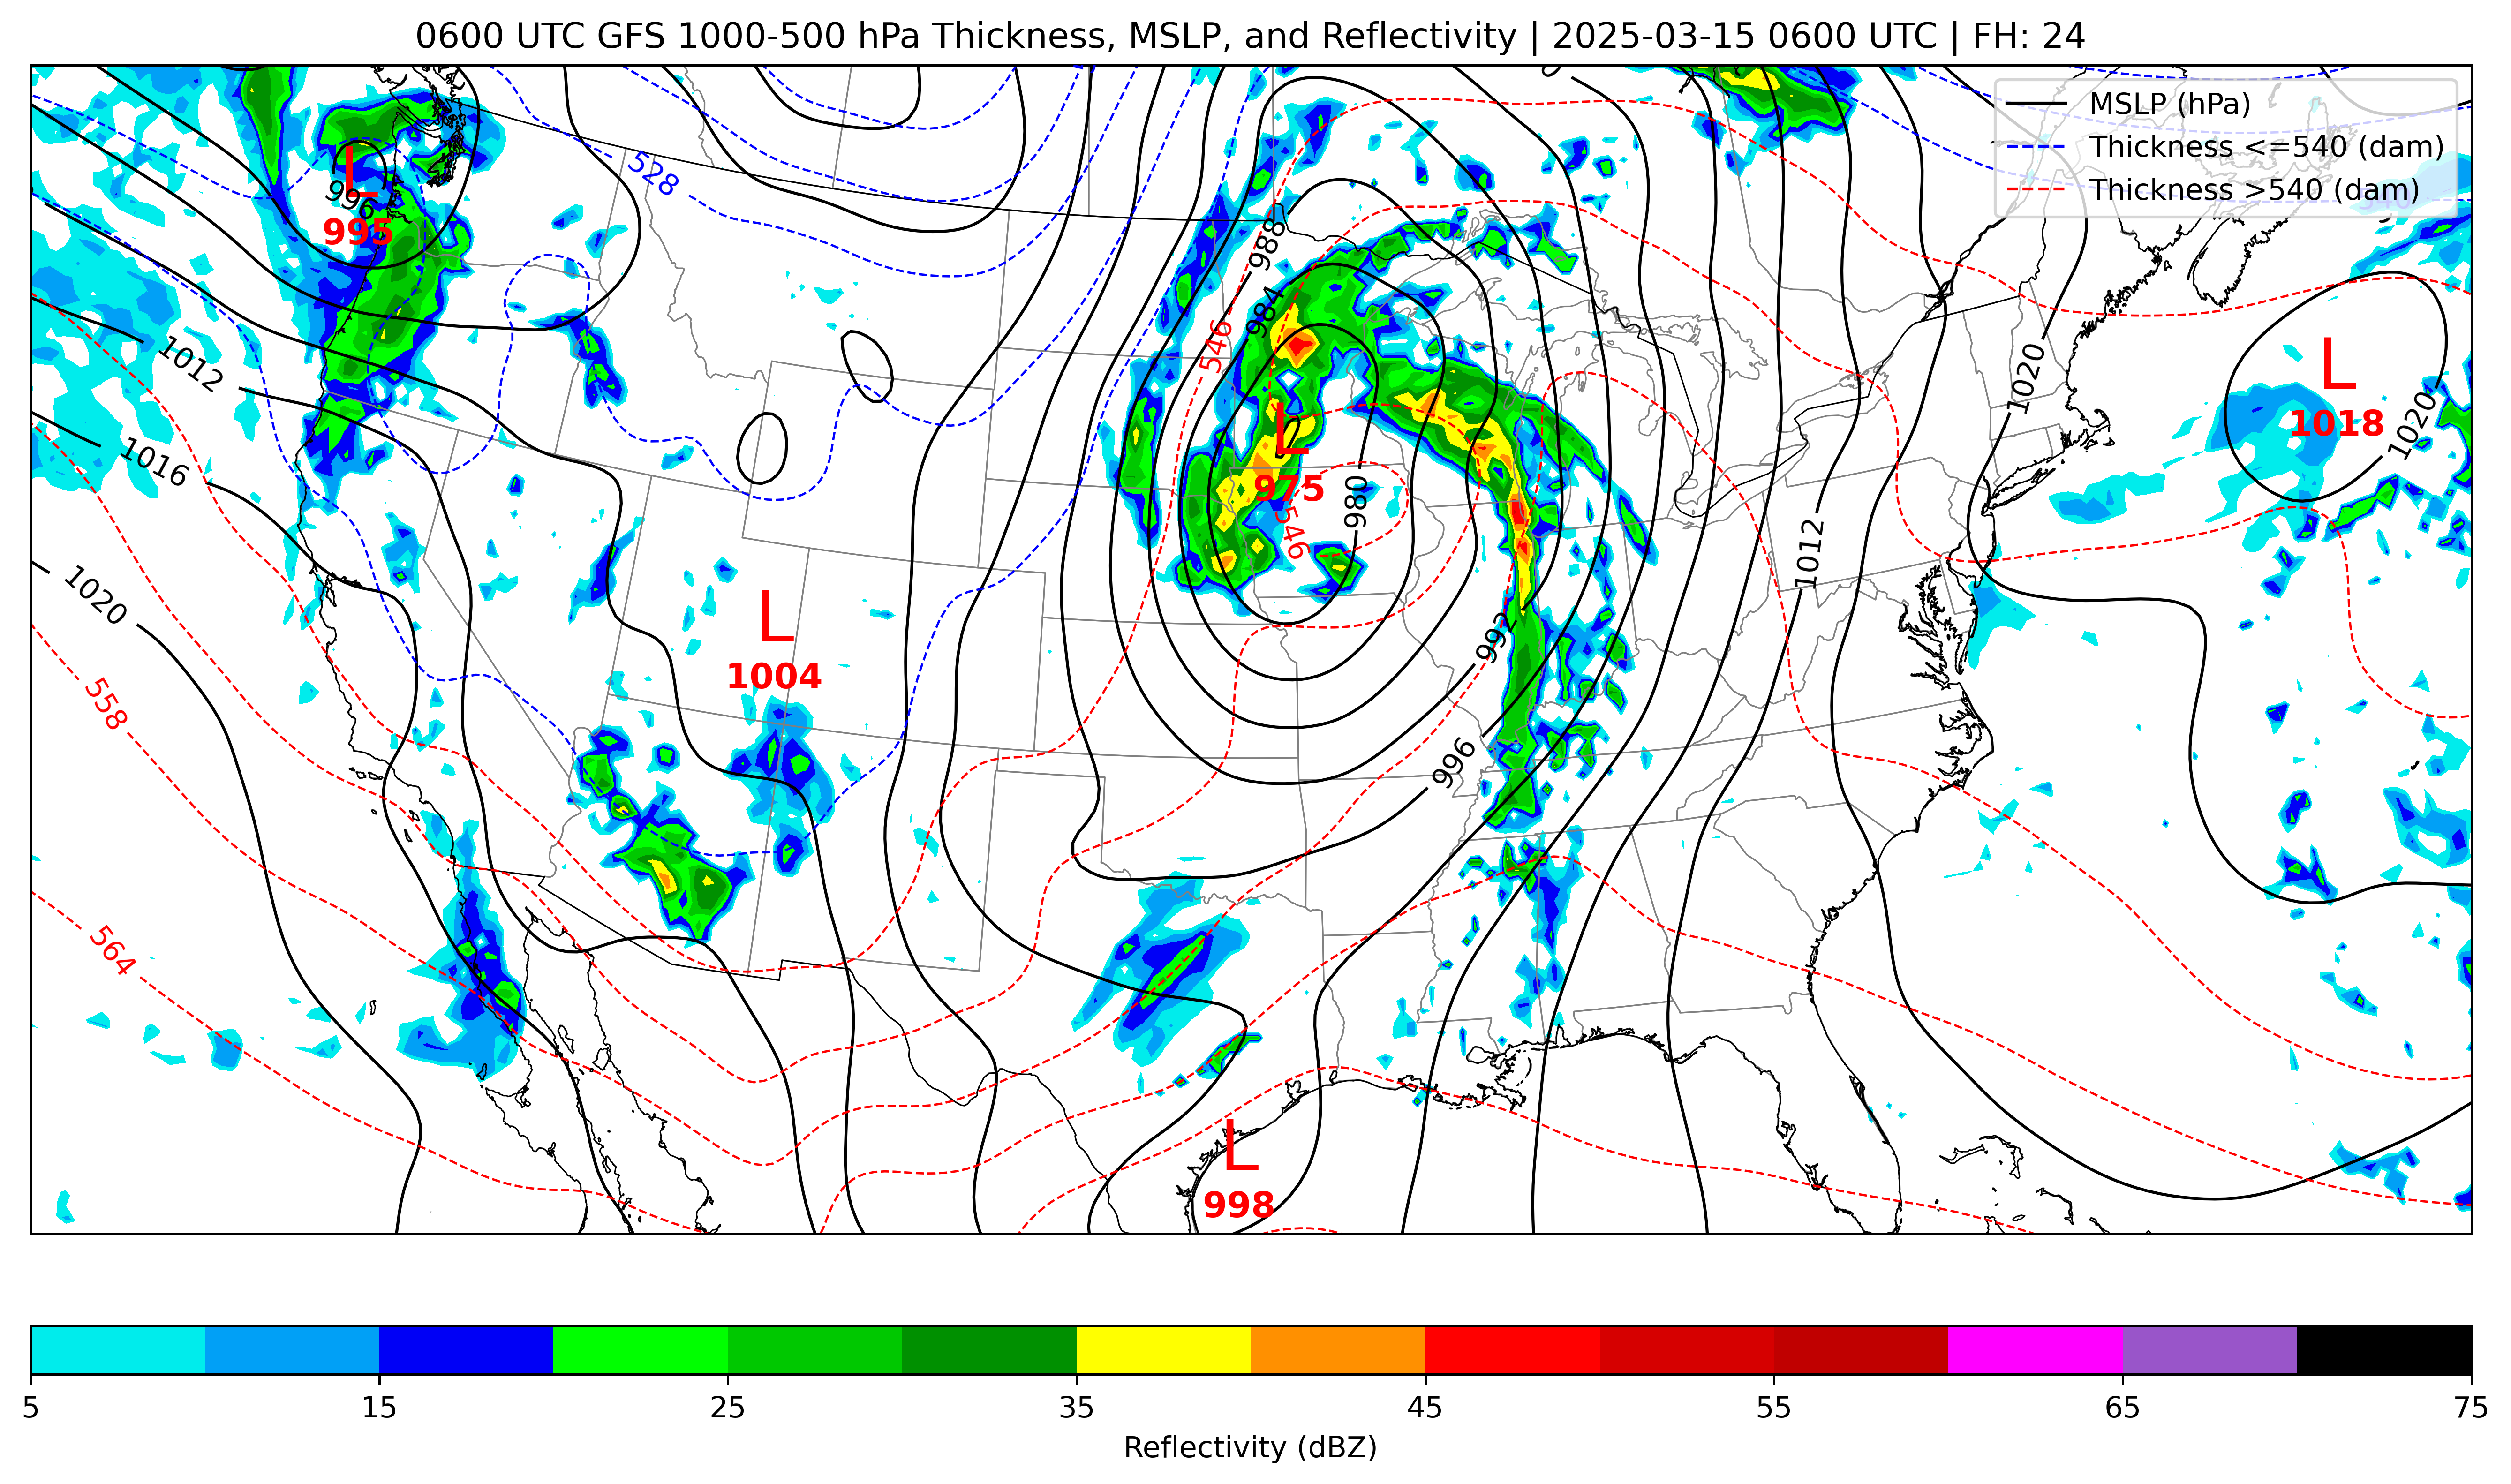 0600 UTC GFS 1000-500 hPa Thickness, MSLP, and Reflectivity | 2025-03-15 0600 UTC | FH: 24
MSLP (hPa)
Thickness <=540 (dam)
Thickness >540 (dam)
528
L
996
995
988
984
546
1012
1016
1020
L
975
546
980
L
1018
1020
1020
1012
1020
L
1004
992
996
558
564
L
998
5 15 25 35 45 55 65 75
Reflectivity (dBZ)